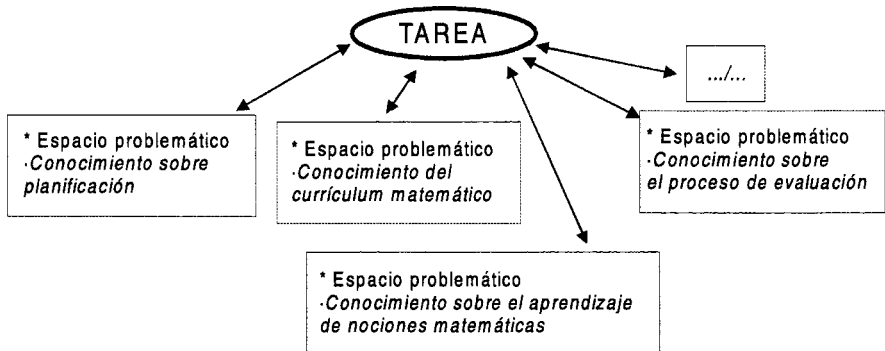 TAREA
.../...
* Espacio problemático
·Conocimiento sobre
planificación
* Espacio problemático
·Conocimiento del
currículum matemático
* Espacio problemático
·Conocimiento sobre
el proceso de evaluación
* Espacio problemático
·Conocimiento sobre el aprendizaje
de nociones matemáticas